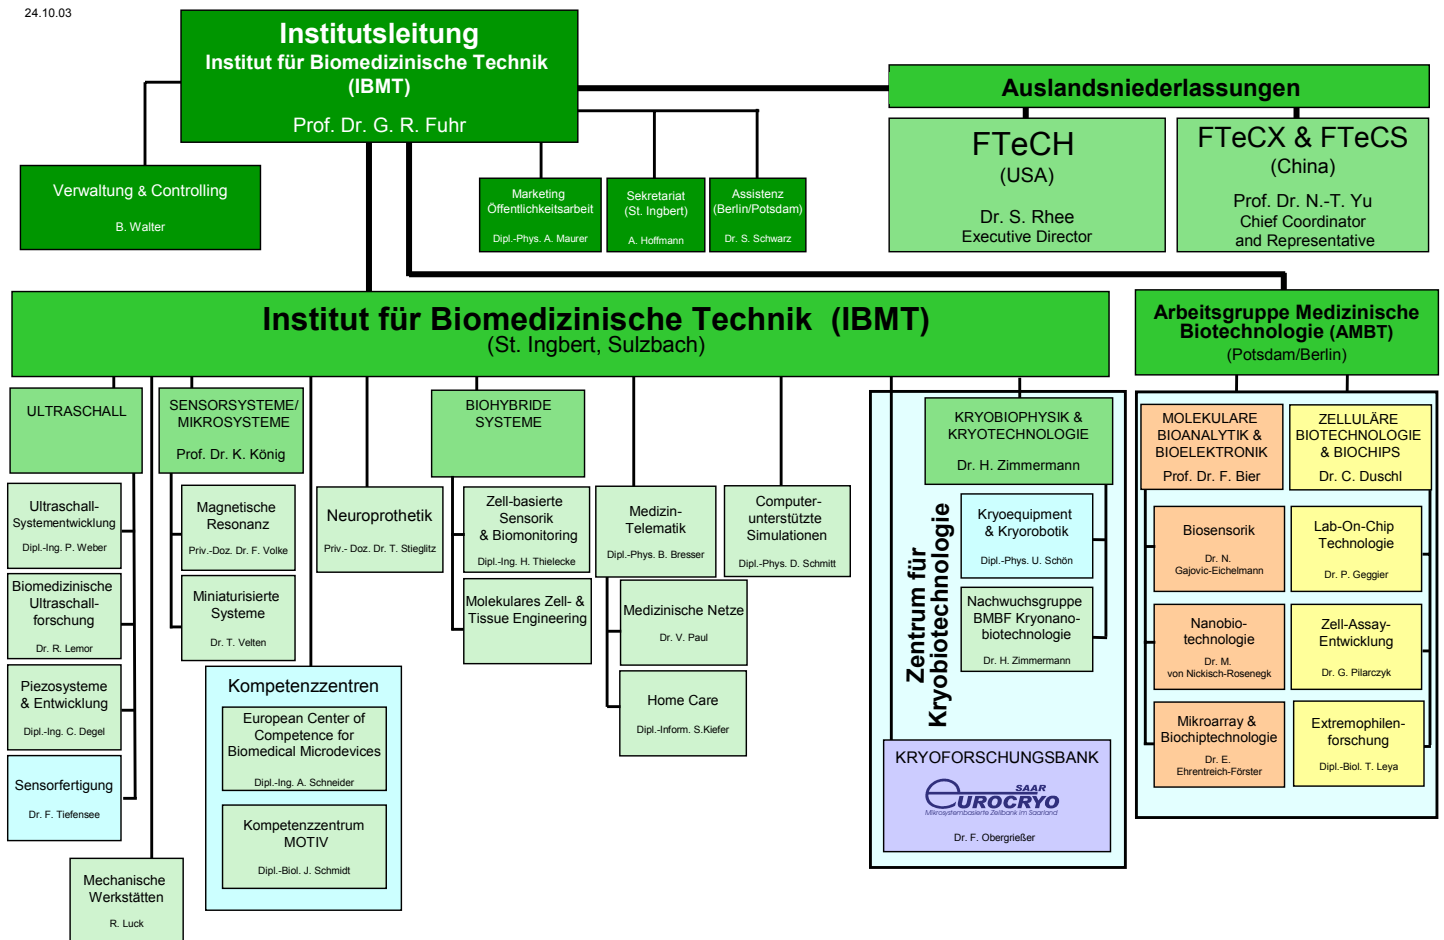 24.10.03
Institutsleitung
Institut für Biomedizinische Technik
(IBMT)
Prof. Dr. G. R. Fuhr
Auslandsniederlassungen
FTeCH
(USA)
Dr. S. Rhee
Executive Director
FTeCX & FTeCS
(China)
Prof. Dr. N.-T. Yu
Chief Coordinator
and Representative
Verwaltung & Controlling
B. Walter
Marketing
Öffentlichkeitsarbeit
Dipl.-Phys. A. Maurer
Sekretariat
(St. Ingbert)
A. Hoffmann
Assistenz
(Berlin/Potsdam)
Dr. S. Schwarz
Institut für Biomedizinische Technik (IBMT)
(St. Ingbert, Sulzbach)
Arbeitsgruppe Medizinische
Biotechnologie (AMBT)
(Potsdam/Berlin)
ULTRASCHALL
Ultraschall-
Systementwicklung
Dipl.-Ing. P. Weber
Biomedizinische
Ultraschall-
forschung
Dr. R. Lemor
Piezosysteme
& Entwicklung
Dipl.-Ing. C. Degel
Sensorfertigung
Dr. F. Tiefensee
Mechanische
Werkstätten
R. Luck
SENSORSYSTEME/
MIKROSYSTEME
Prof. Dr. K. König
Magnetische
Resonanz
Priv.-Doz. Dr. F. Volke
Miniaturisierte
Systeme
Dr. T. Velten
Kompetenzzentren
European Center of
Competence for
Biomedical Microdevices
Dipl.-Ing. A. Schneider
Kompetenzzentrum
MOTIV
Dipl.-Biol. J. Schmidt
Neuroprothetik
Priv.- Doz. Dr. T. Stieglitz
BIOHYBRIDE
SYSTEME
Zell-basierte
Sensorik
& Biomonitoring
Dipl.-Ing. H. Thielecke
Molekulares Zell- &
Tissue Engineering
Medizin-
Telematik
Dipl.-Phys. B. Bresser
Medizinische Netze
Dr. V. Paul
Home Care
Dipl.-Inform. S.Kiefer
Computer-
unterstützte
Simulationen
Dipl.-Phys. D. Schmitt
Zentrum für
Kryobiotechnologie
KRYOBIOPHYSIK &
KRYOTECHNOLOGIE
Dr. H. Zimmermann
Kryoequipment
& Kryorobotik
Dipl.-Phys. U. Schön
Nachwuchsgruppe
BMBF Kryonano-
biotechnologie
Dr. H. Zimmermann
KRYOFORSCHUNGSBANK
SAAR
eUROCRYO
Mikrosystembasierte Zellbank im Saarland
Dr. F. Obergrießer
MOLEKULARE
BIOANALYTIK &
BIOELEKTRONIK
Prof. Dr. F. Bier
Biosensorik
Dr. N.
Gajovic-Eichelmann
Nanobio-
technologie
Dr. M.
von Nickisch-Rosenegk
Mikroarray &
Biochiptechnologie
Dr. E.
Ehrentreich-Förster
ZELLULÄRE
BIOTECHNOLOGIE
& BIOCHIPS
Dr. C. Duschl
Lab-On-Chip
Technologie
Dr. P. Geggier
Zell-Assay-
Entwicklung
Dr. G. Pilarczyk
Extremophilen-
forschung
Dipl.-Biol. T. Leya